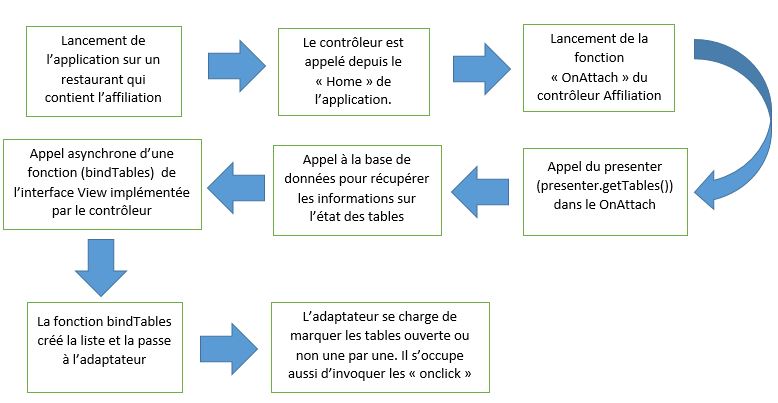 Lancement de
l'application sur un
restaurant qui
contient l'affiliation
Le contrôleur est
appelé depuis le
« Home » de
l'application.
Lancement de la
fonction
« OnAttach » du
contrôleur Affiliation
Appel du presenter
(presenter.getTables())
dans le OnAttach
Appel à la base de
données pour récupérer
les informations sur
l'état des tables
Appel asynchrone d'une
fonction (bindTables) de
l'interface View implémentée
par le contrôleur
La fonction bindTables
créé la liste et la passe
à l'adaptateur
L'adaptateur se charge de
marquer les tables ouverte ou
non une par une. Il s'occupe
aussi d'invoquer les « onclick »